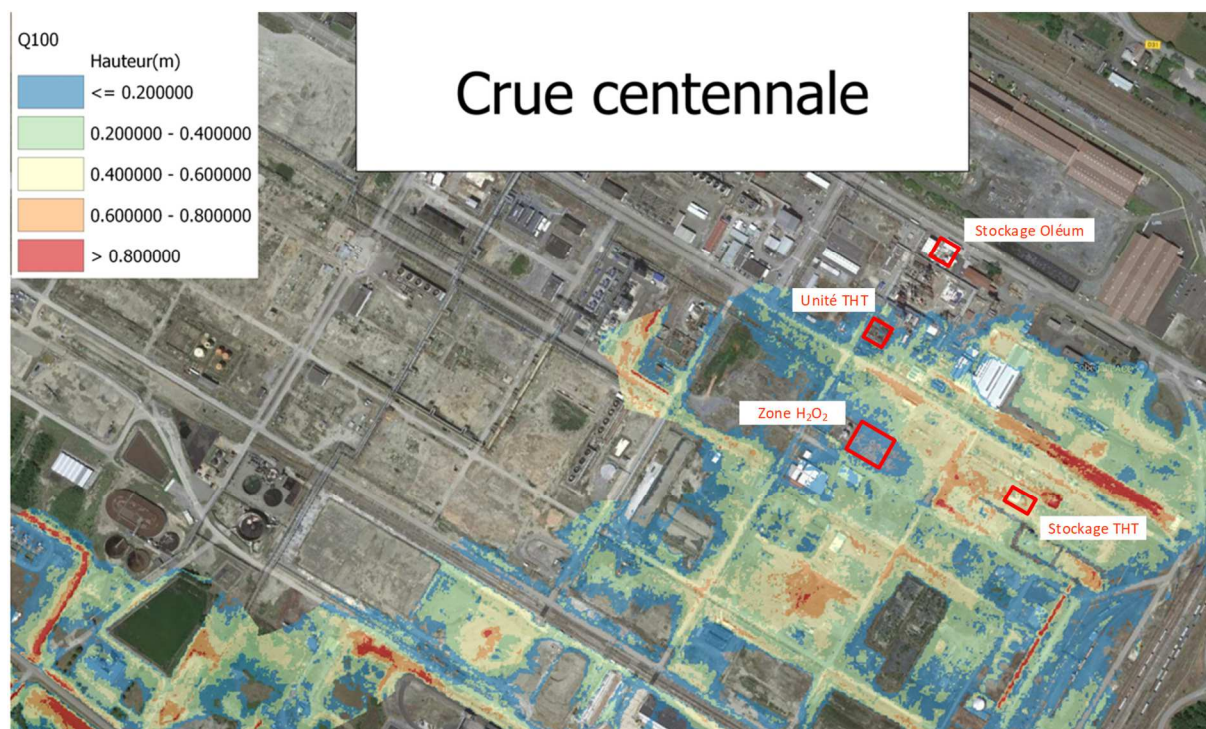 Q100
Hauteur(m)
<= 0.200000
0.200000 - 0.400000
0.400000 - 0.600000
0.600000 - 0.800000
> 0.800000
Crue centennale
D31
Stockage Oléum
Unité THT
Zone H₂O₂
Stockage THT